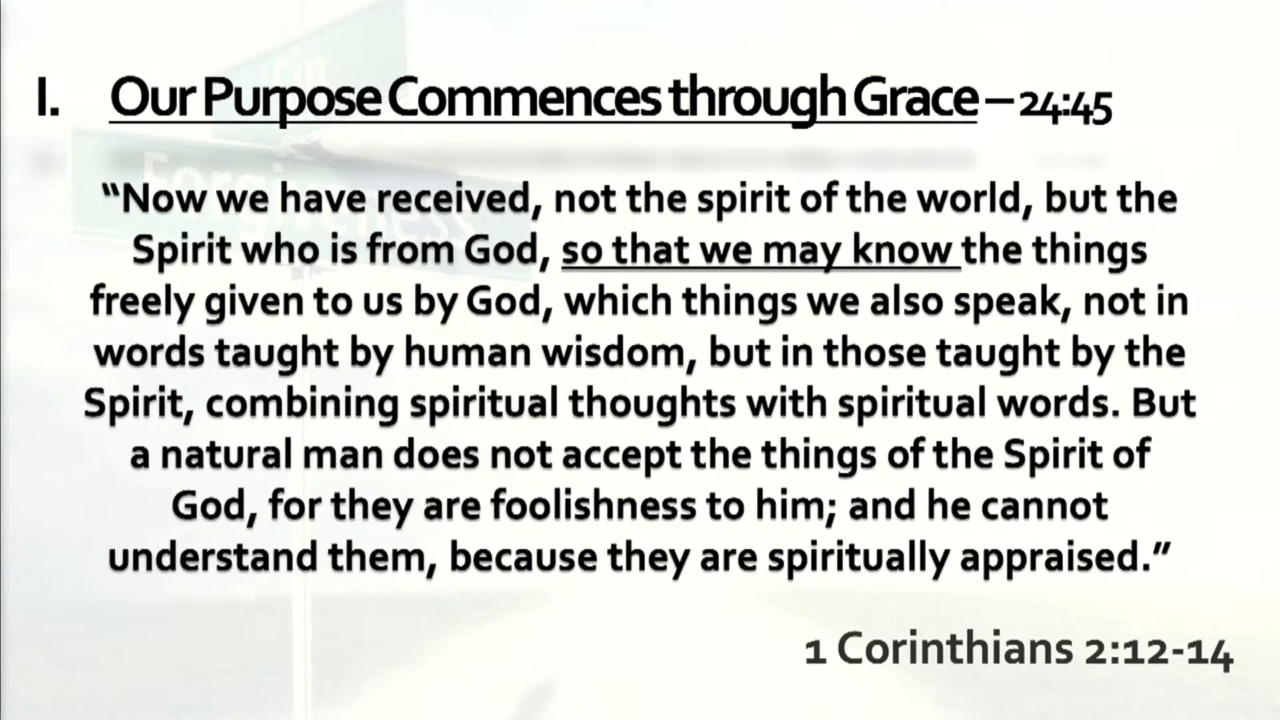 Sin
Forgiveness
I. Our Purpose Commences through Grace – 24:45
“Now we have received, not the spirit of the world, but the
Spirit who is from God, so that we may know the things
freely given to us by God, which things we also speak, not in
words taught by human wisdom, but in those taught by the
Spirit, combining spiritual thoughts with spiritual words. But
a natural man does not accept the things of the Spirit of
God, for they are foolishness to him; and he cannot
understand them, because they are spiritually appraised.”
1 Corinthians 2:12-14